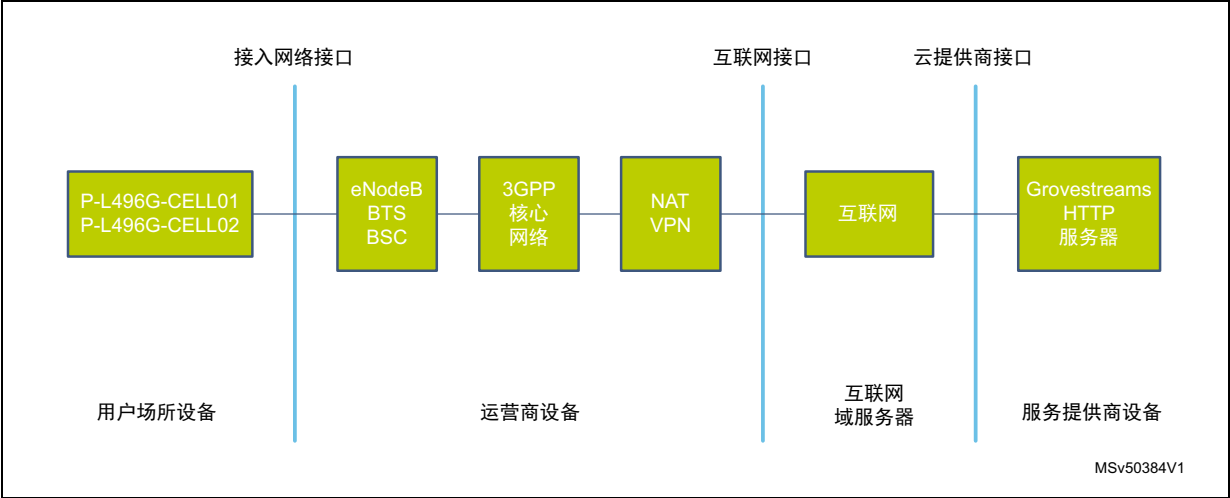 接入网络接口
互联网接口
云提供商接口
P-L496G-CELL01
P-L496G-CELL02
eNodeB
BTS
BSC
3GPP
核心
网络
NAT
VPN
互联网
Grovestreams
HTTP
服务器
用户场所设备
运营商设备
互联网
域服务器
服务提供商设备
MSv50384V1